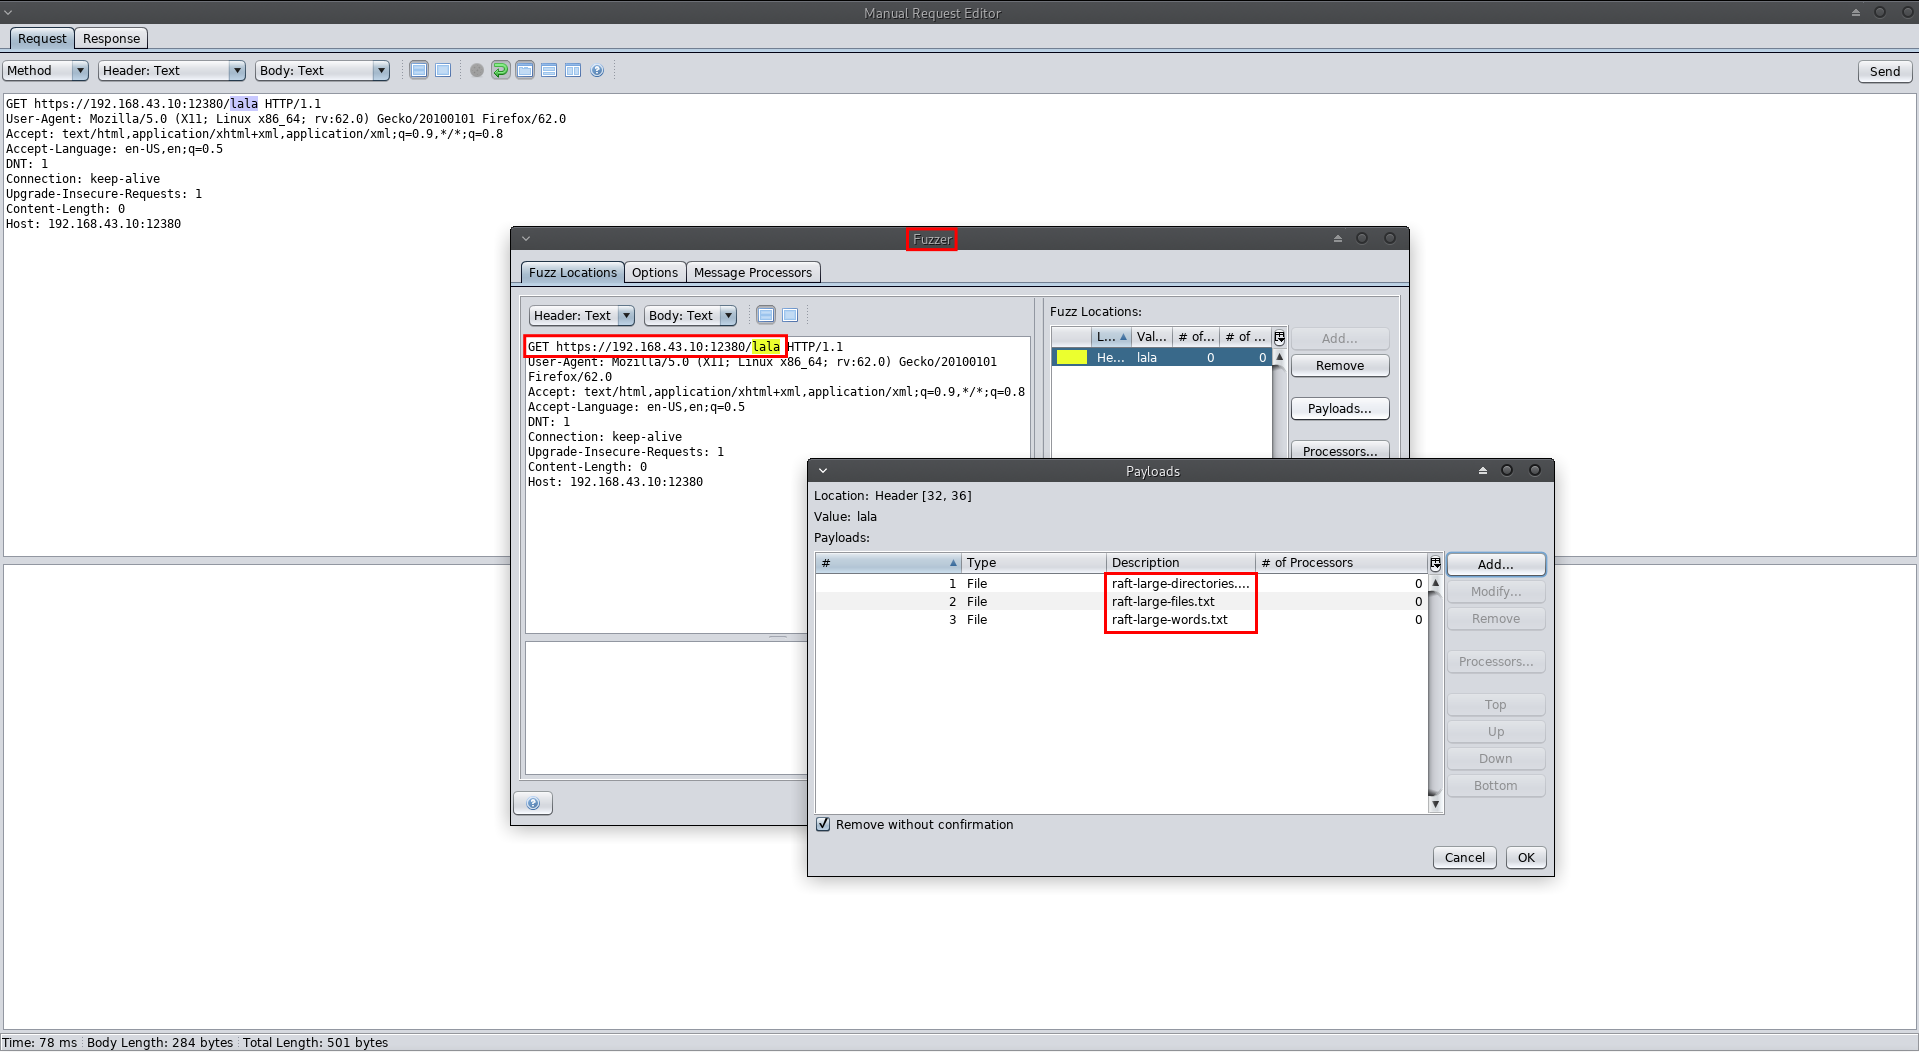 Manual Request Editor
Request Response
Method Header: Text Body: Text Send
GET https://192.168.43.10:12380/lala HTTP/1.1
User-Agent: Mozilla/5.0 (X11; Linux x86_64; rv:62.0) Gecko/20100101 Firefox/62.0
Accept: text/html,application/xhtml+xml,application/xml;q=0.9,*/*;q=0.8
Accept-Language: en-US,en;q=0.5
DNT: 1
Connection: keep-alive
Upgrade-Insecure-Requests: 1
Content-Length: 0
Host: 192.168.43.10:12380
Fuzzer
Fuzz Locations Options Message Processors
Header: Text Body: Text
GET https://192.168.43.10:12380/lala HTTP/1.1
User-Agent: Mozilla/5.0 (X11; Linux x86_64; rv:62.0) Gecko/20100101
Firefox/62.0
Accept: text/html,application/xhtml+xml,application/xml;q=0.9,*/*;q=0.8
Accept-Language: en-US,en;q=0.5
DNT: 1
Connection: keep-alive
Upgrade-Insecure-Requests: 1
Content-Length: 0
Host: 192.168.43.10:12380
Fuzz Locations:
L... Val... # of... # of ...
He... lala 0 0
Add...
Remove
Payloads...
Processors...
Payloads
Location: Header [32, 36]
Value: lala
Payloads:
# Type Description # of Processors
1 File raft-large-directories.... 0
2 File raft-large-files.txt 0
3 File raft-large-words.txt 0
Add...
Modify...
Remove
Processors...
Top
Up
Down
Bottom
Remove without confirmation
Cancel OK
Time: 78 ms Body Length: 284 bytes Total Length: 501 bytes